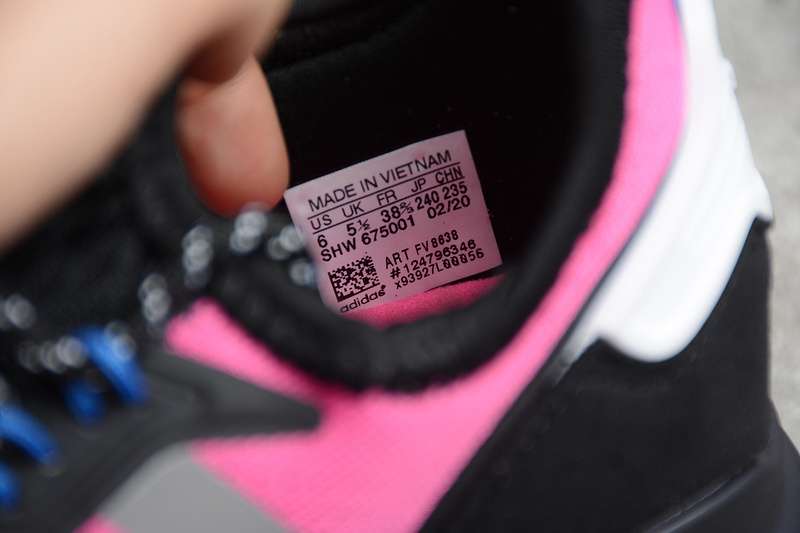 MADE IN VIETNAM
US UK FR JP CHN
6 5½ 38⅔ 240 235
SHW 675001 02/20
ART FV8638
#124796346
x93927L00056
adidas